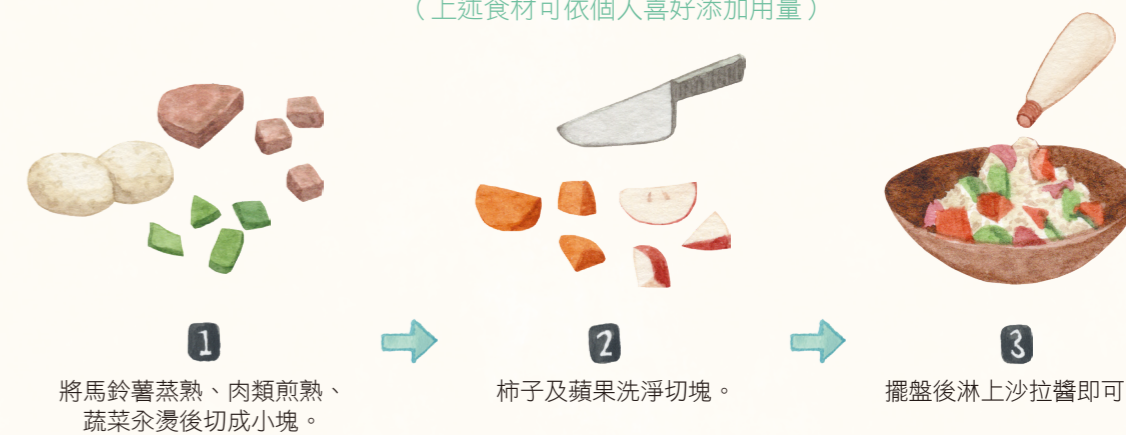 （上述食材可依個人喜好添加用量）
1
2
3
將馬鈴薯蒸熟、肉類煎熟、
蔬菜汆燙後切成小塊。
柿子及蘋果洗淨切塊。
擺盤後淋上沙拉醬即可